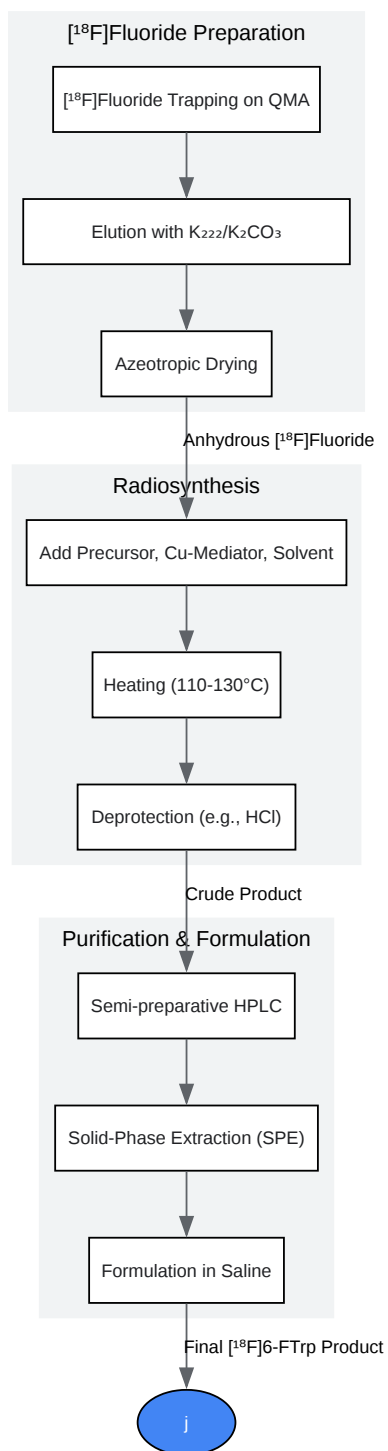 [¹⁸F]Fluoride Preparation
[¹⁸F]Fluoride Trapping on QMA
Elution with K₂₂₂/K₂CO₃
Azeotropic Drying
Anhydrous [¹⁸F]Fluoride
Radiosynthesis
Add Precursor, Cu-Mediator, Solvent
Heating (110-130°C)
Deprotection (e.g., HCl)
Crude Product
Purification & Formulation
Semi-preparative HPLC
Solid-Phase Extraction (SPE)
Formulation in Saline
Final [¹⁸F]6-FTrp Product
j